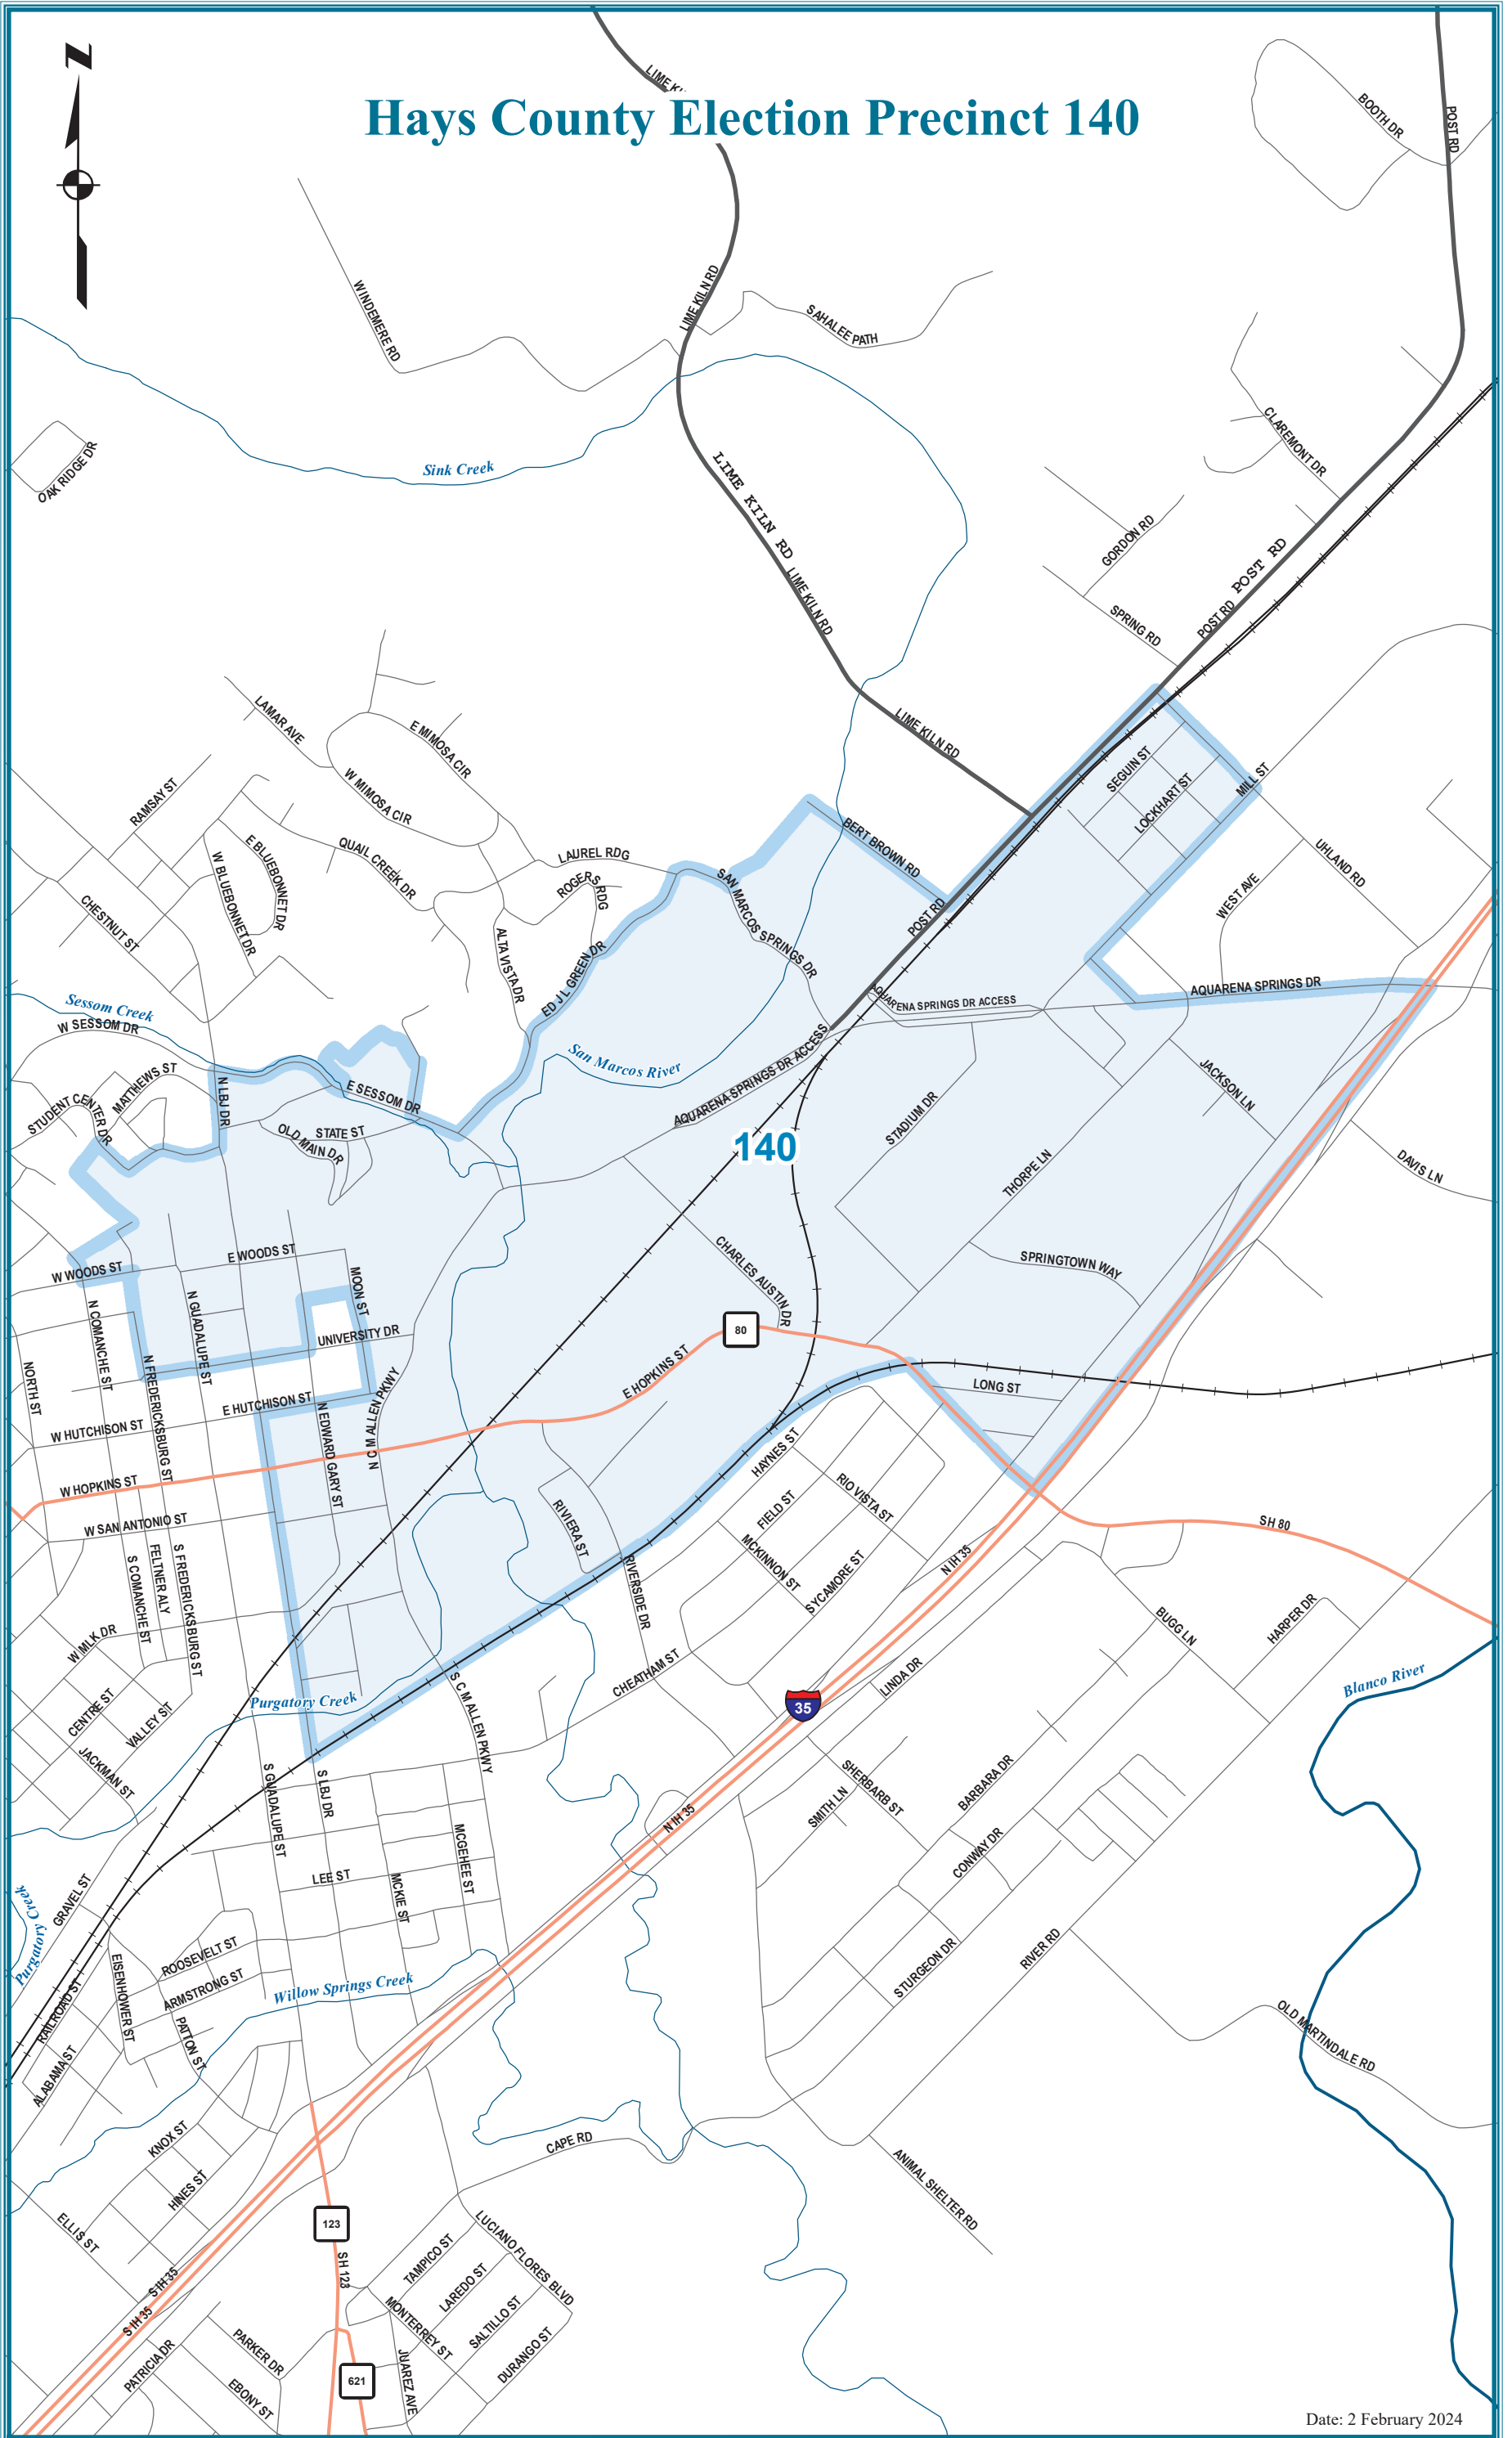 Z
Hays County Election Precinct 140
LIME KI
BOOTH DR
POST RD
WINDEMERE RD
LIME KILN RD
SAHALEE PATH
OAK RIDGE DR
Sink Creek
LIME KILN RD
CLAREMONT DR
GORDON RD
POST RD
LIME KILN RD
SPRING RD
POST RD
LAMAR AVE
E MIMOSA CIR
LIME KILN RD
W MIMOSA CIR
RAMSAY ST
SEGUIN ST
LOCKHART ST
MILL ST
E BLUEBONNET DR
W BLUEBONNET DR
QUAIL CREEK DR
LAUREL RDG
ROGERS RDG
BERT BROWN RD
UHLAND RD
SAN MARCOS SPRINGS DR
WEST AVE
CHESTNUT ST
ALTA VISTA DR
ED J L GREEN DR
POST RD
AQUARENA SPRINGS DR ACCESS
AQUARENA SPRINGS DR
Sessom Creek
W SESSOM DR
San Marcos River
AQUARENA SPRINGS DR ACCESS
MATTHEWS ST
STUDENT CENTER DR
N LBJ DR
E SESSOM DR
STATE ST
OLD MAIN DR
140
STADIUM DR
JACKSON LN
THORPE LN
DAVIS LN
W WOODS ST
E WOODS ST
MOON ST
CHARLES AUSTIN DR
SPRINGTOWN WAY
N COMANCHE ST
N GUADALUPE ST
UNIVERSITY DR
80
E HOPKINS ST
NORTH ST
N FREDERICKSBURG ST
E HUTCHISON ST
N C M ALLEN PKWY
LONG ST
W HUTCHISON ST
N EDWARD GARY ST
HAYNES ST
W HOPKINS ST
RIO VISTA ST
FIELD ST
W SAN ANTONIO ST
RIVIERA ST
MCKINNON ST
SH 80
S COMANCHE ST
FELTNER ALY
S FREDERICKSBURG ST
RIVERSIDE DR
SYCAMORE ST
N IH 35
W MLK DR
BUGG LN
HARPER DR
CHEATHAM ST
LINDA DR
Blanco River
CENTRE ST
VALLEY ST
Purgatory Creek
S C M ALLEN PKWY
35
JACKMAN ST
S GUADALUPE ST
S LBJ DR
SHERBARB ST
BARBARA DR
SMITH LN
N IH 35
MCGEHEE ST
CONWAY DR
LEE ST
MCKIE ST
GRAVEL ST
Purgatory Creek
ROOSEVELT ST
EISENHOWER ST
ARMSTRONG ST
Willow Springs Creek
STURGEON DR
RIVER RD
RAILROAD ST
PATTON ST
ALABAMA ST
OLD MARTINDALE RD
KNOX ST
CAPE RD
HINES ST
ANIMAL SHELTER RD
ELLIS ST
123
LUCIANO FLORES BLVD
TAMPICO ST
SH 123
S IH 35
LAREDO ST
S IH 35
MONTERREY ST
SALTILLO ST
PARKER DR
PATRICIA DR
JUAREZ AVE
DURANGO ST
621
EBONY ST
Date: 2 February 2024